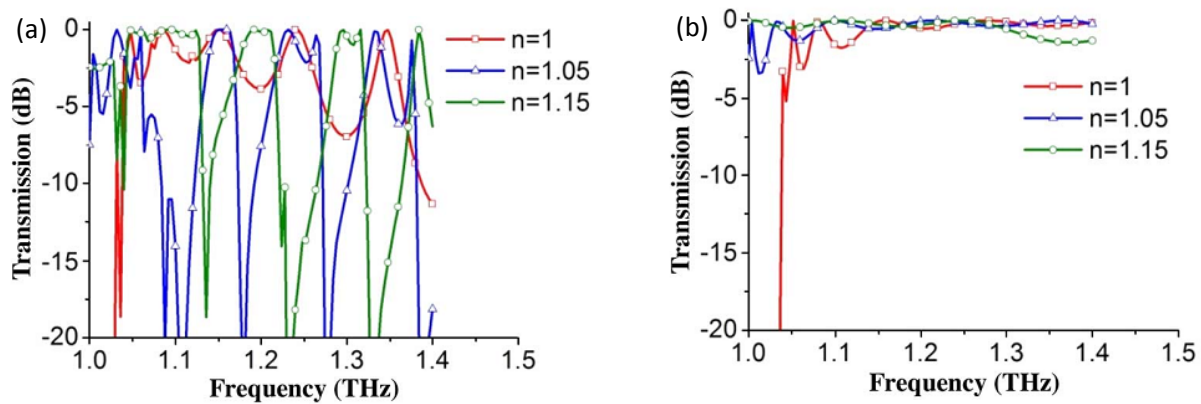 (a)
Transmission (dB)
0
-5
-10
-15
-20
n=1
n=1.05
n=1.15
1.0 1.1 1.2 1.3 1.4 1.5
Frequency (THz)
(b)
Transmission (dB)
0
-5
-10
-15
-20
n=1
n=1.05
n=1.15
1.0 1.1 1.2 1.3 1.4 1.5
Frequency (THz)